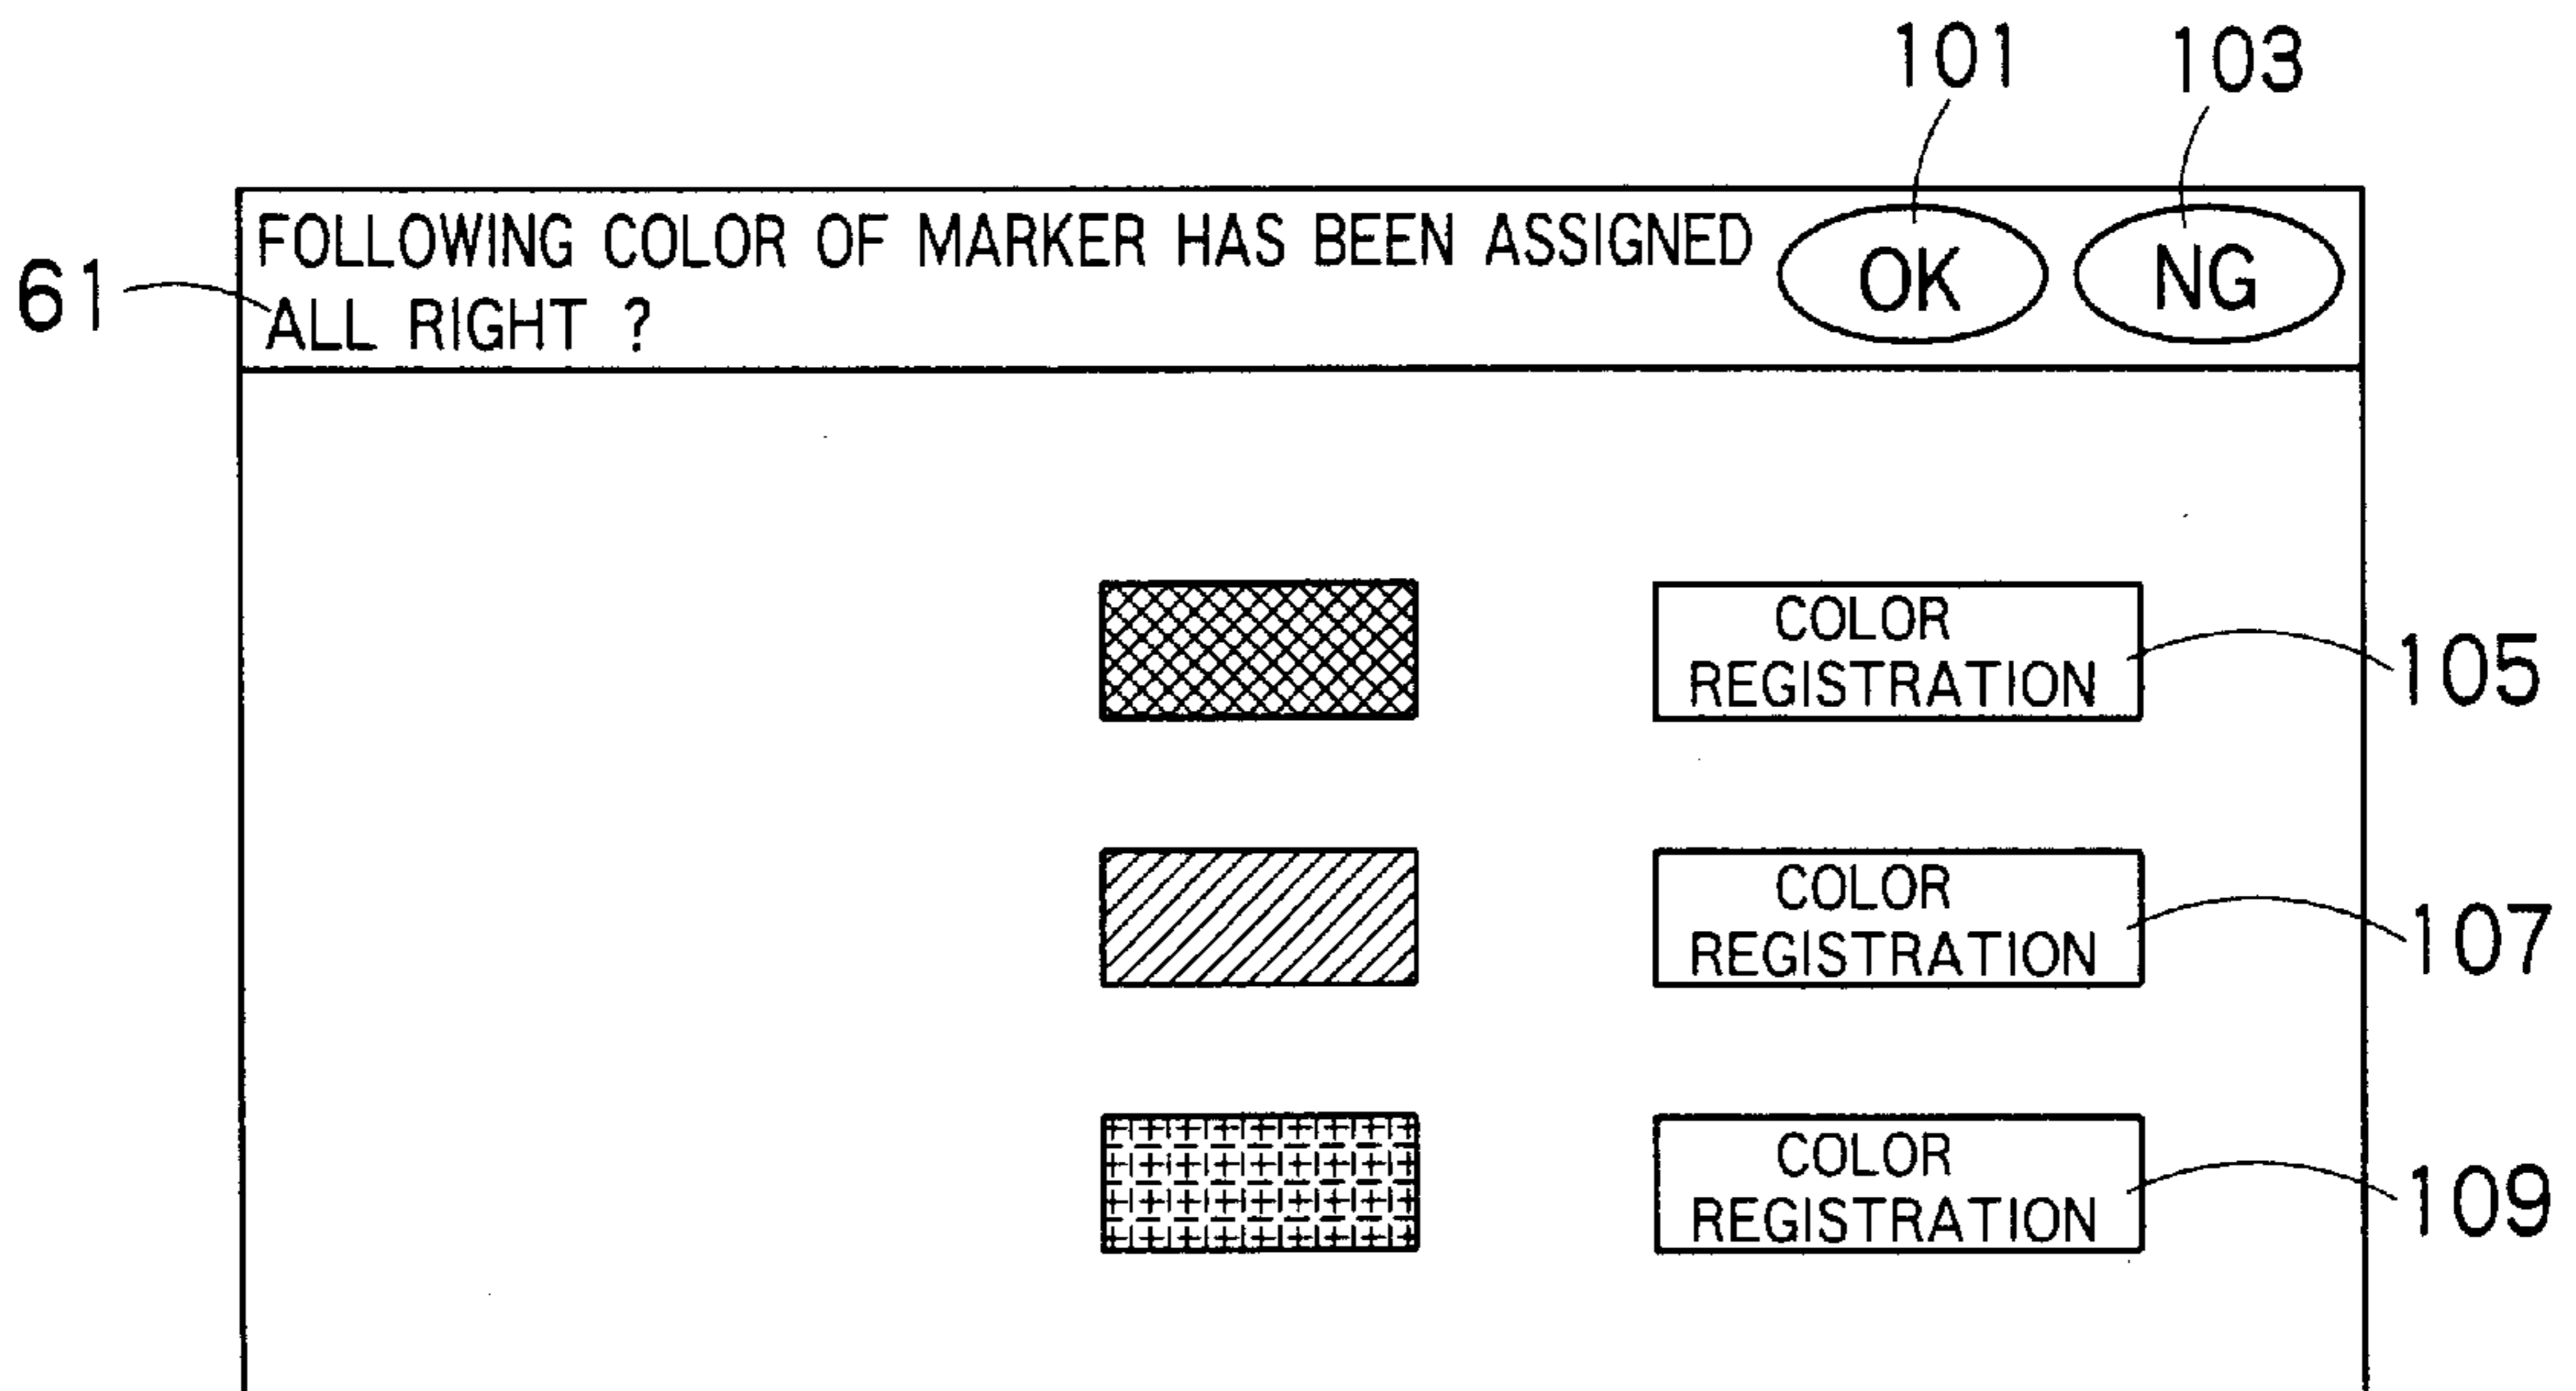 101 103
FOLLOWING COLOR OF MARKER HAS BEEN ASSIGNED OK NG
61 ALL RIGHT ?
COLOR
REGISTRATION 105
COLOR
REGISTRATION 107
COLOR
REGISTRATION 109